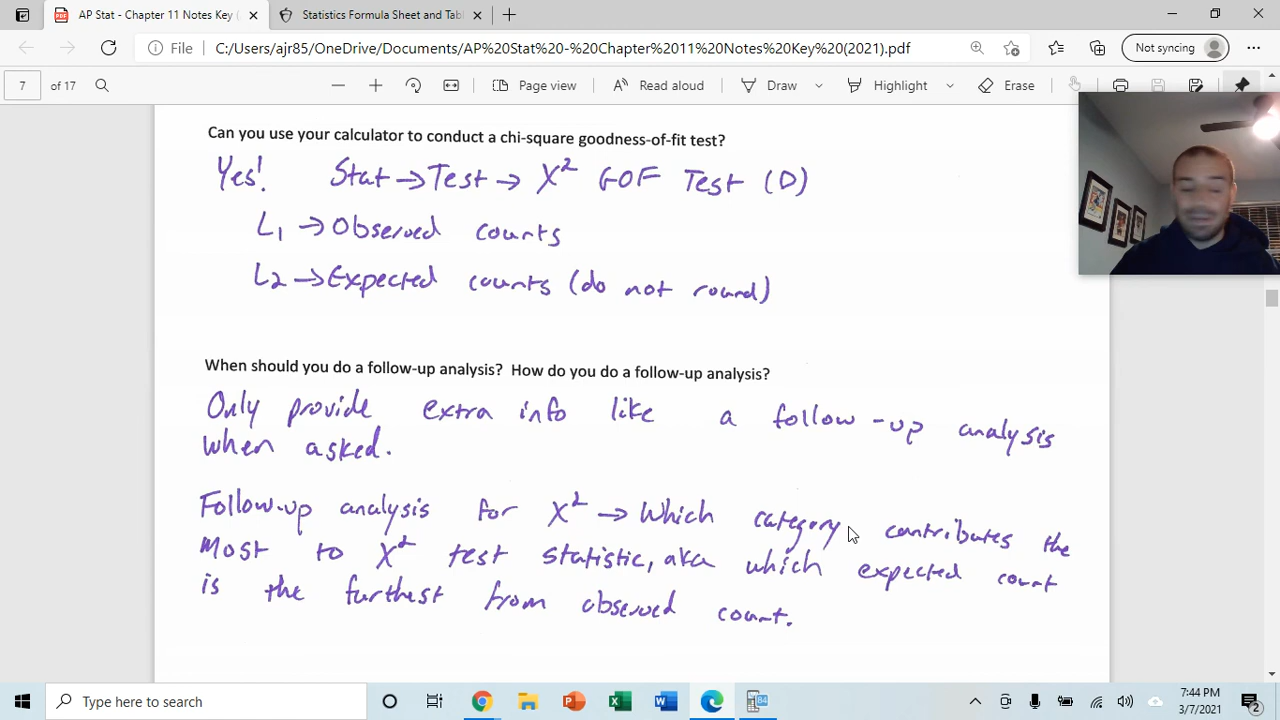 AP Stat - Chapter 11 Notes Key (
Statistics Formula Sheet and Tabl
File
C:/Users/ajr85/OneDrive/Documents/AP%20Stat%20-%20Chapter%2011%20Notes%20Key%20(2021).pdf
Not syncing
7 of 17
Page view
Read aloud
Draw
Highlight
Erase
Can you use your calculator to conduct a chi-square goodness-of-fit test?
Yes! Stat → Test → X² GOF Test (D)
L1 → Observed counts
L2 → Expected counts (do not round)
When should you do a follow-up analysis? How do you do a follow-up analysis?
Only provide extra info like a follow-up analysis
when asked.
Follow-up analysis for X² → Which category contributes the
most to X² test statistic, aka which expected count
is the furthest from observed count.
Type here to search
7:44 PM
3/7/2021
2